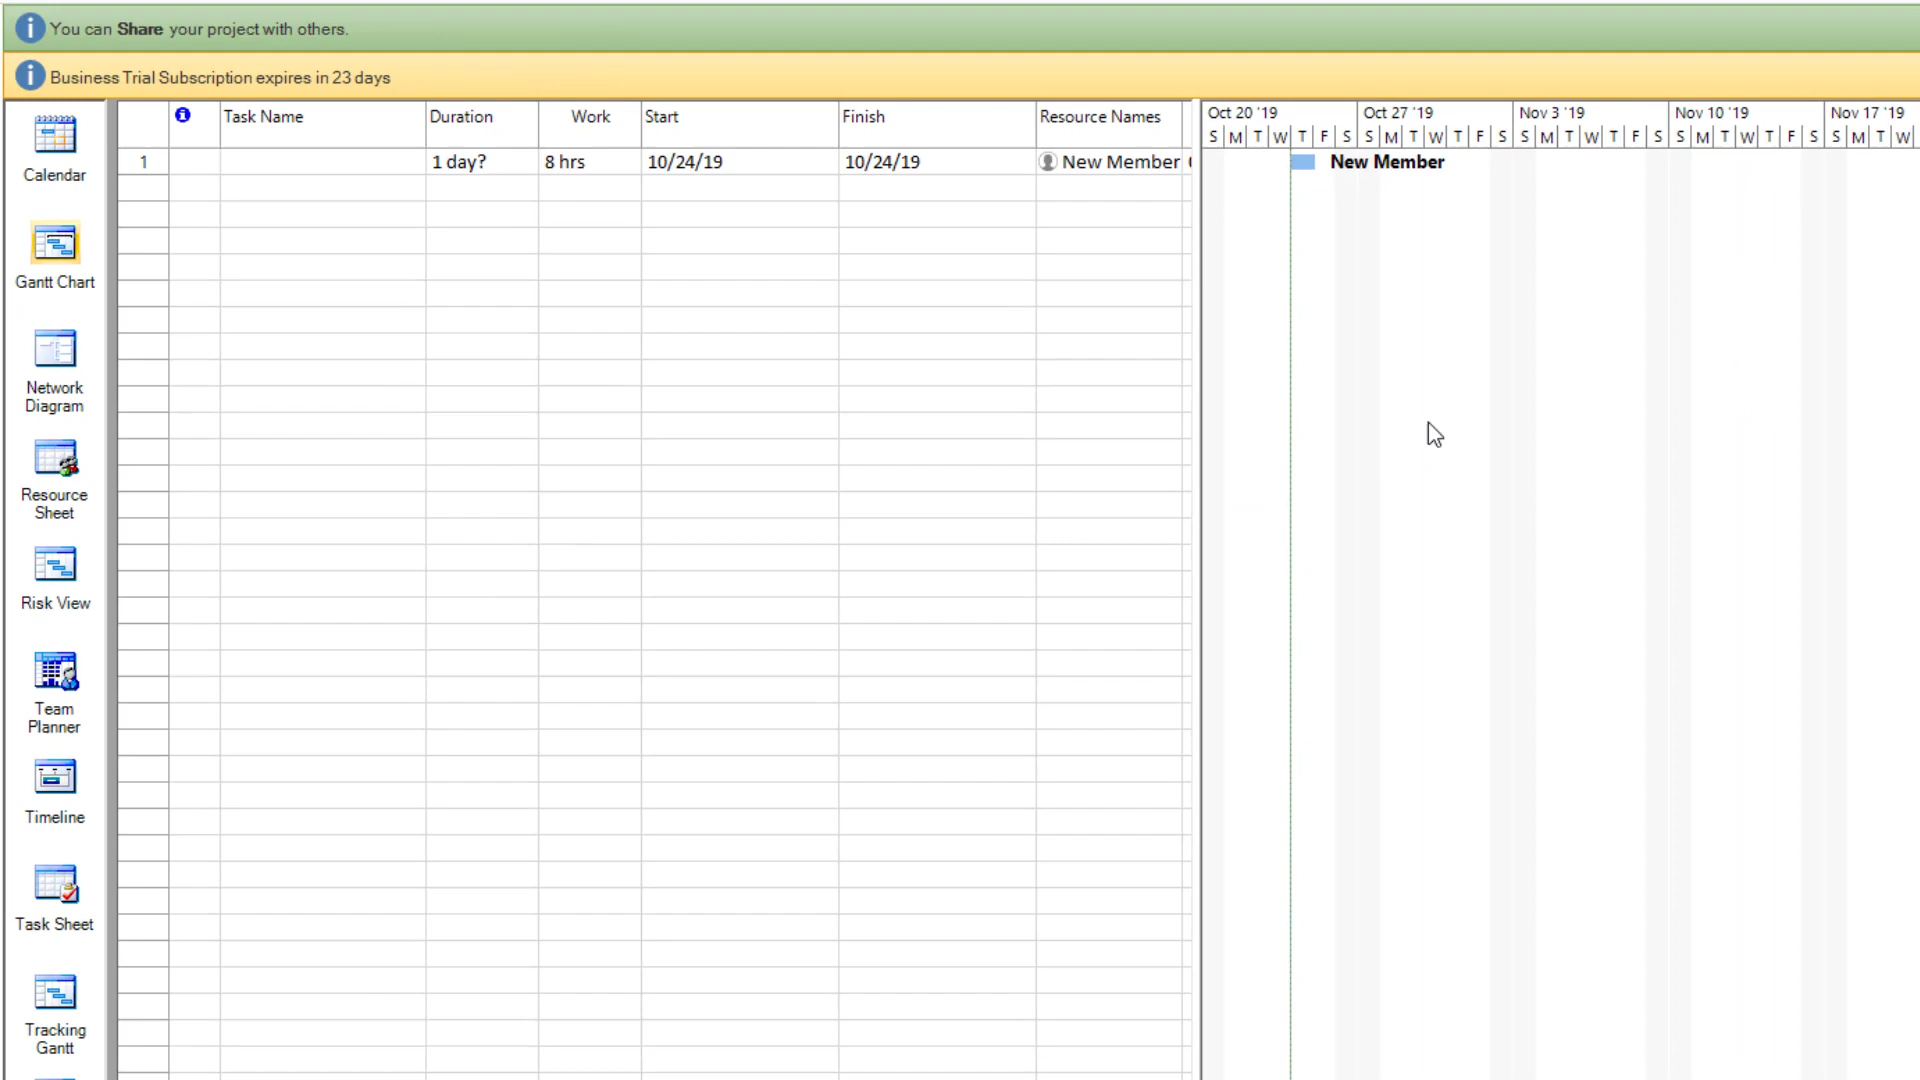 You can Share your project with others.
Business Trial Subscription expires in 23 days
Calendar
Gantt Chart
Network
Diagram
Resource
Sheet
Risk View
Team
Planner
Timeline
Task Sheet
Tracking
Gantt
Task Name Duration Work Start Finish Resource Names
1 1 day? 8 hrs 10/24/19 10/24/19 New Member
Oct 20 '19 Oct 27 '19 Nov 3 '19 Nov 10 '19 Nov 17 '19
S M T W T F S S M T W T F S S M T W T F S S M T W T F S S M T W
New Member